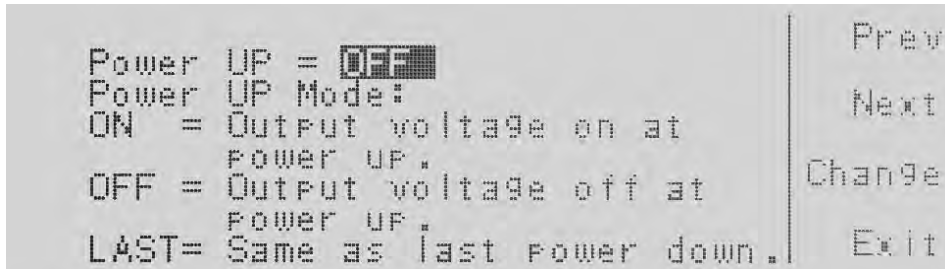 Power UP = OFF
Power UP Mode:
ON = Output voltage on at
power up.
OFF = Output voltage off at
power up.
LAST= Same as last power down.
Prev
Next
Change
Exit